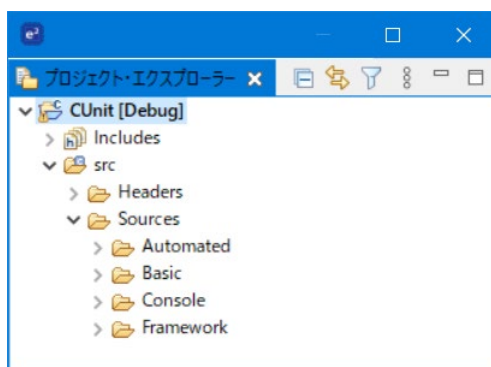 e²
プロジェクト・エクスプローラー
CUnit [Debug]
Includes
src
Headers
Sources
Automated
Basic
Console
Framework